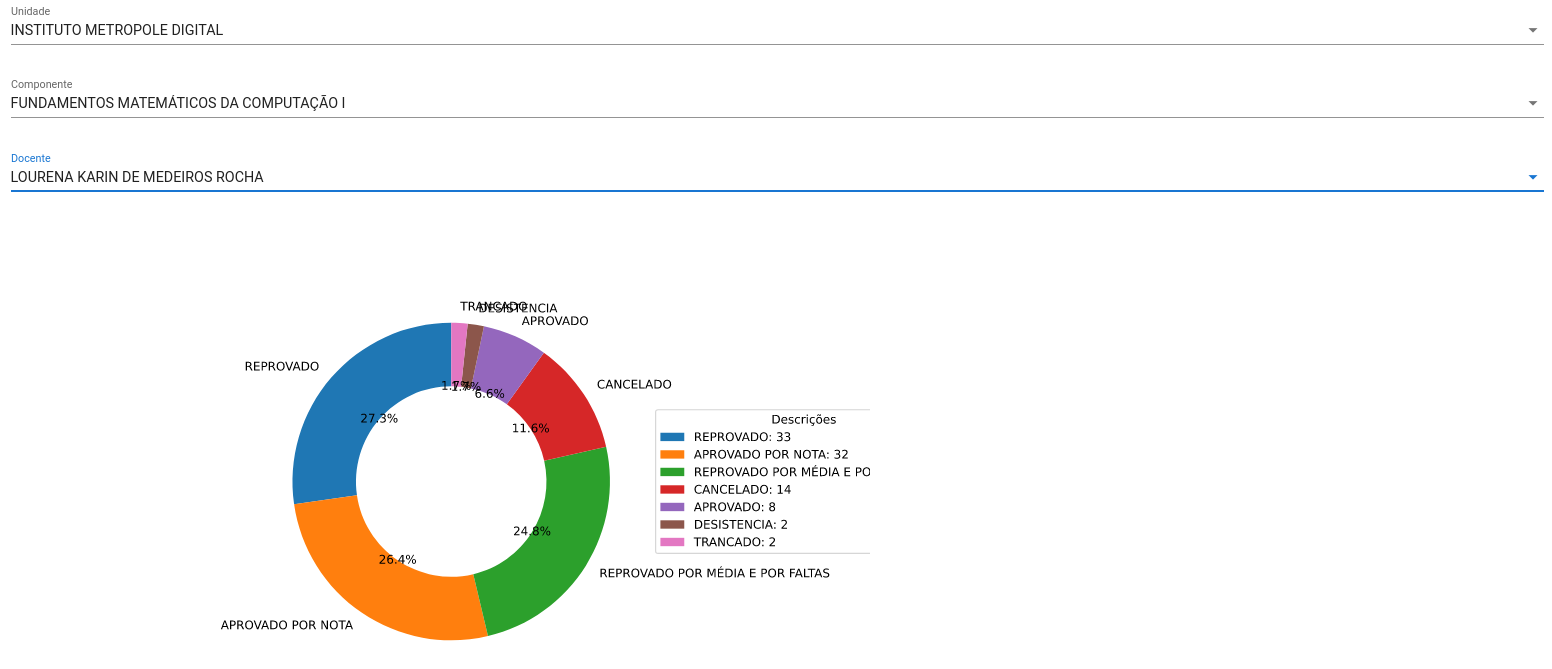 Unidade
INSTITUTO METROPOLE DIGITAL
Componente
FUNDAMENTOS MATEMÁTICOS DA COMPUTAÇÃO I
Docente
LOURENA KARIN DE MEDEIROS ROCHA
TRANCADO
DESISTENCIA
APROVADO
REPROVADO
CANCELADO
1.7%
1.7%
6.6%
27.3%
11.6%
Descrições
REPROVADO: 33
APROVADO POR NOTA: 32
REPROVADO POR MÉDIA E PO
CANCELADO: 14
APROVADO: 8
DESISTENCIA: 2
TRANCADO: 2
24.8%
26.4%
REPROVADO POR MÉDIA E POR FALTAS
APROVADO POR NOTA